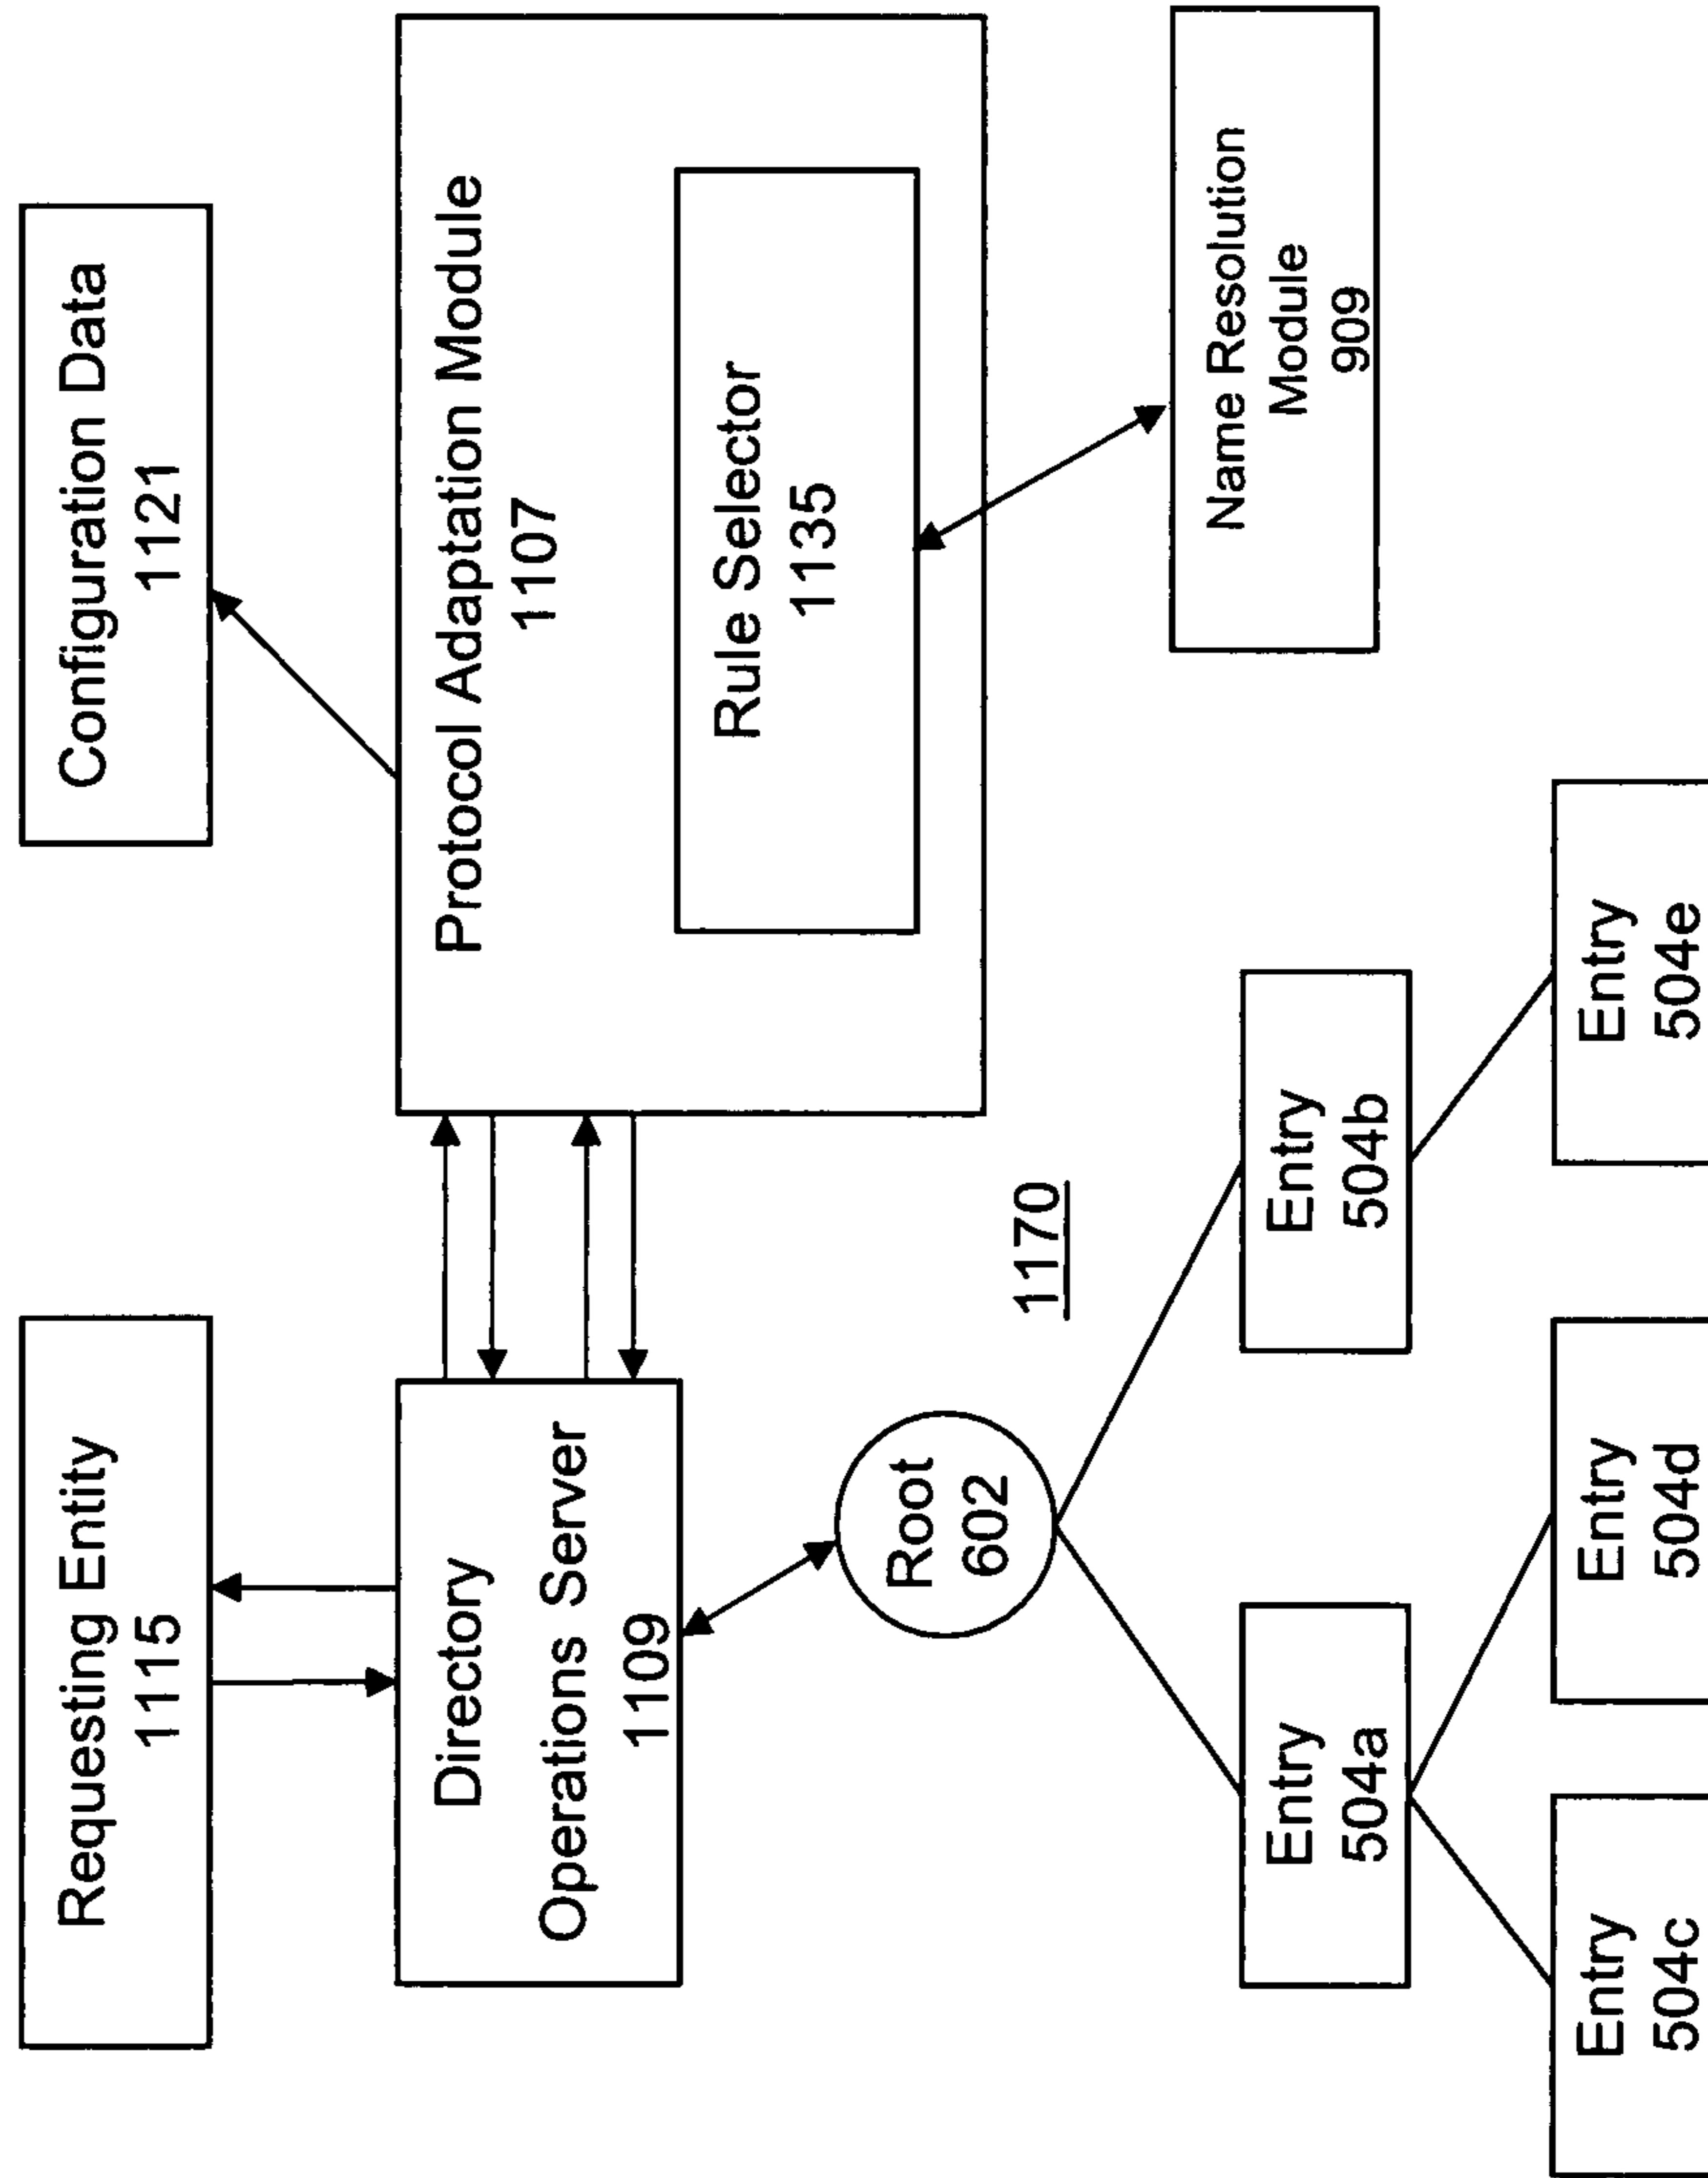 Requesting Entity
1115
Configuration Data
1121
Directory
Operations Server
1109
Protocol Adaptation Module
1107
Rule Selector
1135
Root
602
1170
Name Resolution
Module
909
Entry
504a
Entry
504b
Entry
504c
Entry
504d
Entry
504e